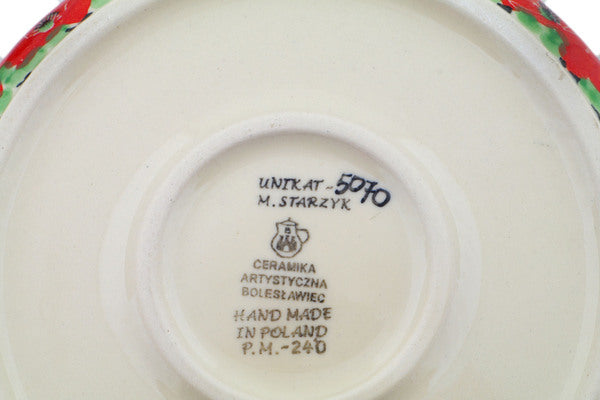 UNIKAT-5070
M. STARZYK
CERAMIKA
ARTYSTYCZNA
BOLESŁAWIEC
HAND MADE
IN POLAND
P.M.-240